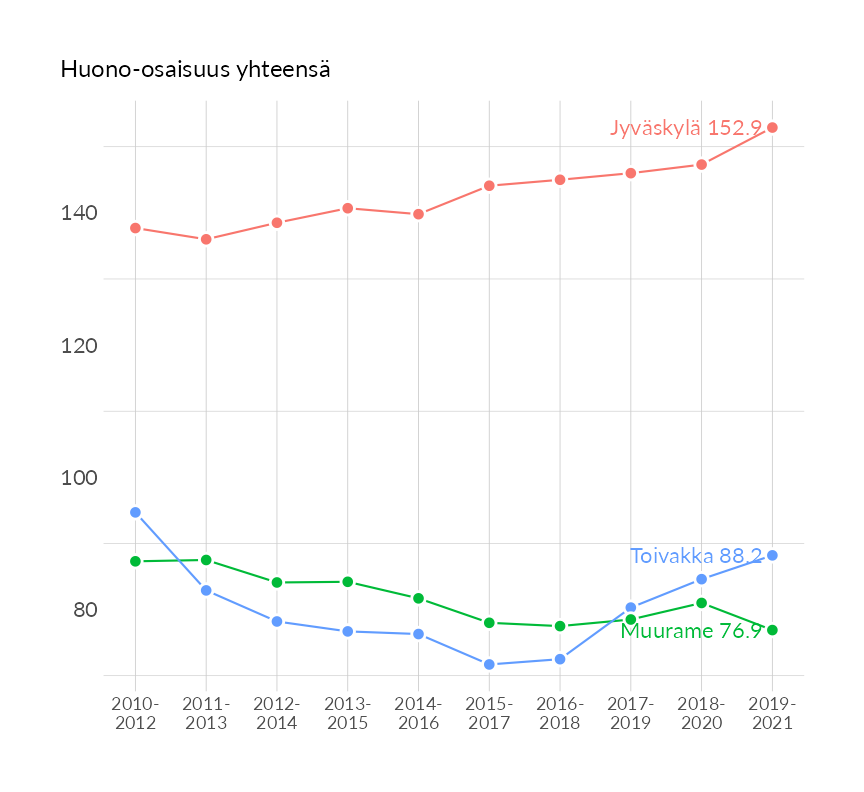 Huono-osaisuus yhteensä
Jyväskylä 152.9
140
120
100
Toivakka 88.2
80
Muurame 76.9
2010- 2011- 2012- 2013- 2014- 2015- 2016- 2017- 2018- 2019-
2012 2013 2014 2015 2016 2017 2018 2019 2020 2021